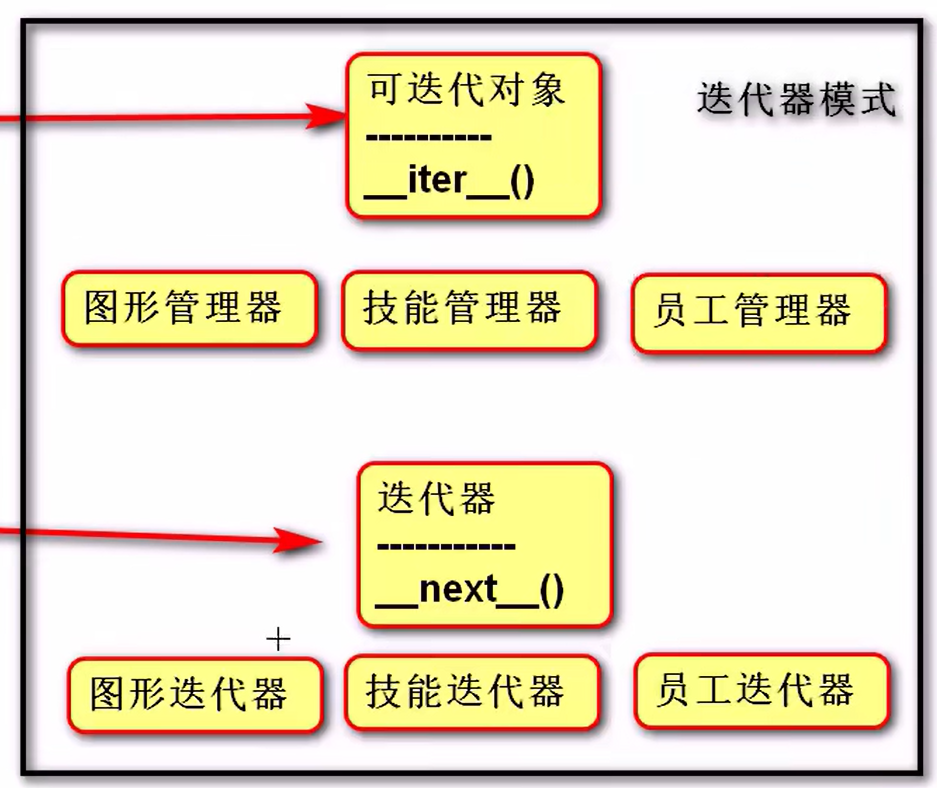 可迭代对象
----------
__iter__()
迭代器模式
图形管理器
技能管理器
员工管理器
迭代器
-----------
__next__()
图形迭代器
技能迭代器
员工迭代器